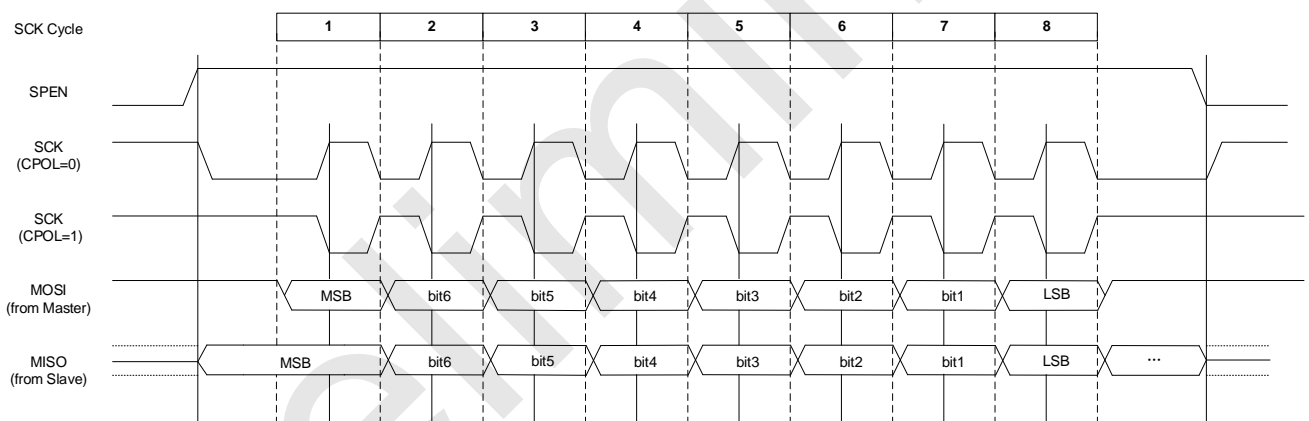 SCK Cycle 1 2 3 4 5 6 7 8
SPEN
SCK
(CPOL=0)
SCK
(CPOL=1)
MOSI
(from Master)
MSB bit6 bit5 bit4 bit3 bit2 bit1 LSB
MISO
(from Slave)
MSB bit6 bit5 bit4 bit3 bit2 bit1 LSB ...
elimi